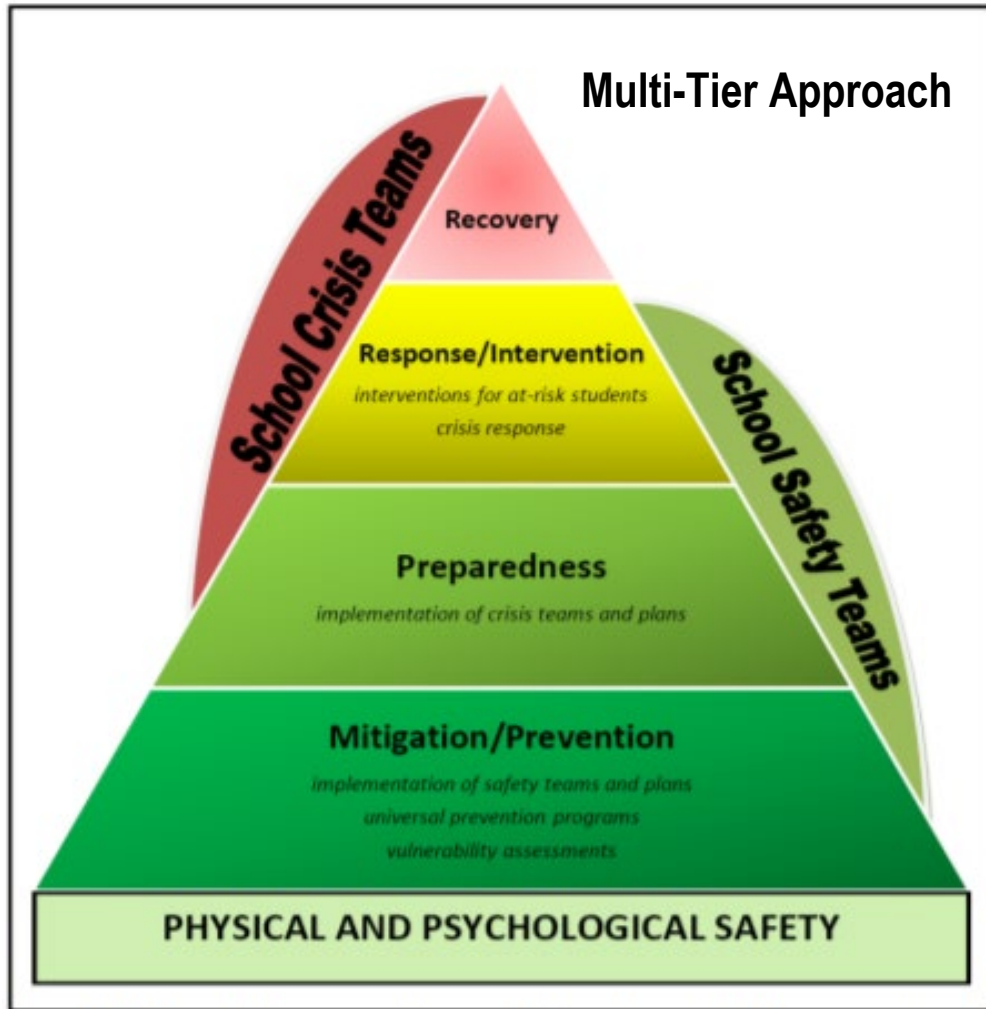 Multi-Tier Approach
School Crisis Teams
Recovery
Response/Intervention
interventions for at-risk students
crisis response
School Safety Teams
Preparedness
implementation of crisis teams and plans
Mitigation/Prevention
implementation of safety teams and plans
universal prevention programs
vulnerability assessments
PHYSICAL AND PSYCHOLOGICAL SAFETY